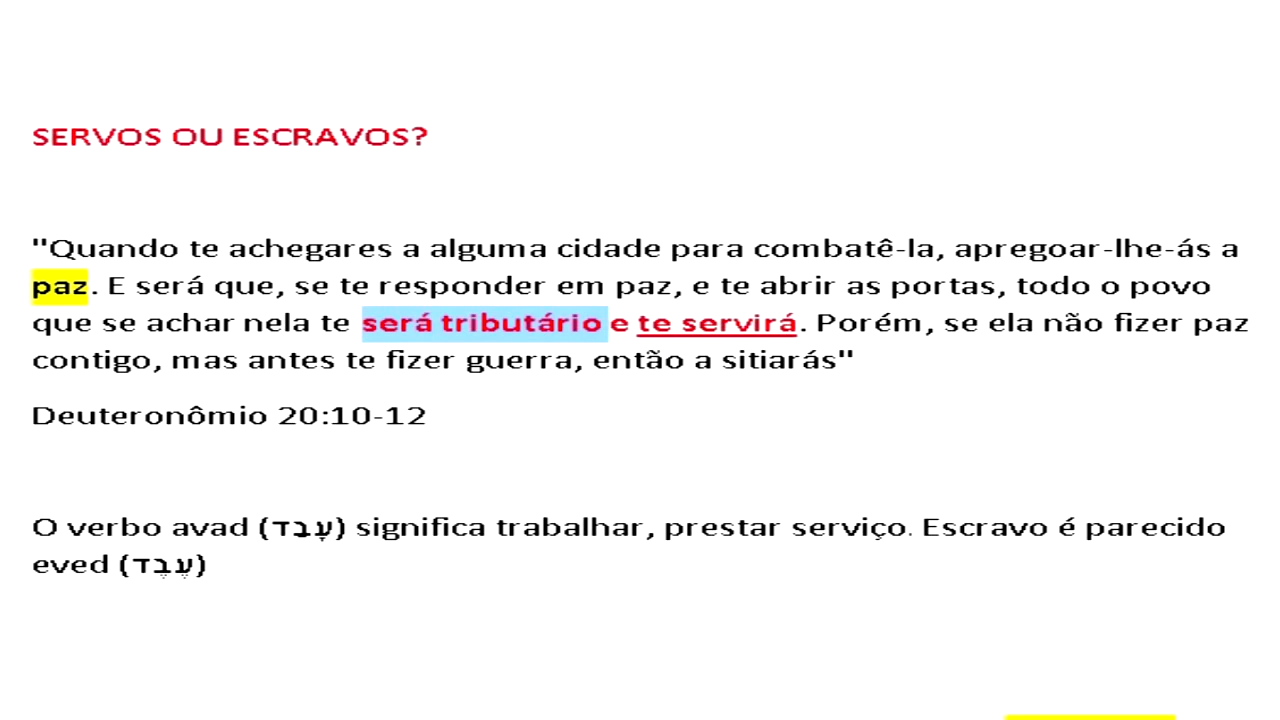 SERVOS OU ESCRAVOS?
"Quando te achegares a alguma cidade para combatê-la, apregoar-lhe-ás a
paz. E será que, se te responder em paz, e te abrir as portas, todo o povo
que se achar nela te será tributário e te servirá. Porém, se ela não fizer paz
contigo, mas antes te fizer guerra, então a sitiarás"
Deuteronômio 20:10-12
O verbo avad (עָבַד) significa trabalhar, prestar serviço. Escravo é parecido
eved (עֶבֶד)